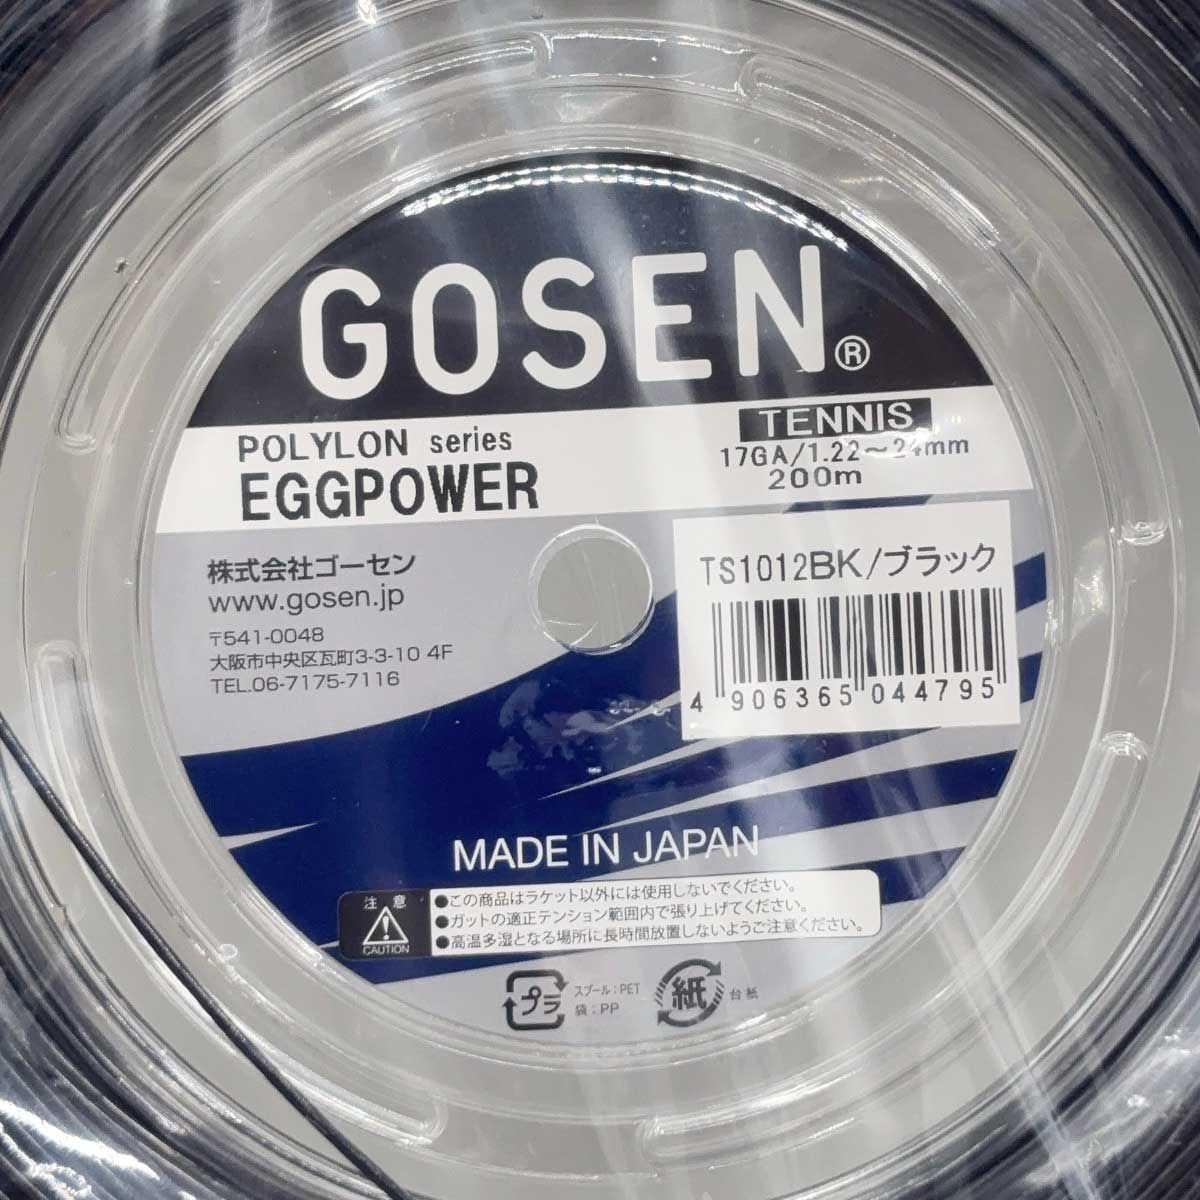 GOSEN®
POLYLON series
EGGPOWER
TENNIS
17GA/1.22～24mm
200m
株式会社ゴーセン
www.gosen.jp
〒541-0048
大阪市中央区瓦町3-3-10 4F
TEL.06-7175-7116
TS1012BK/ブラック
4 906365 044795
MADE IN JAPAN
注意
CAUTION
●この商品はラケット以外には使用しないでください。
●ガットの適正テンション範囲内で張り上げてください。
●高温多湿となる場所に長時間放置しないようご注意ください。
プラ
スプール:PET
袋:PP
紙
台紙